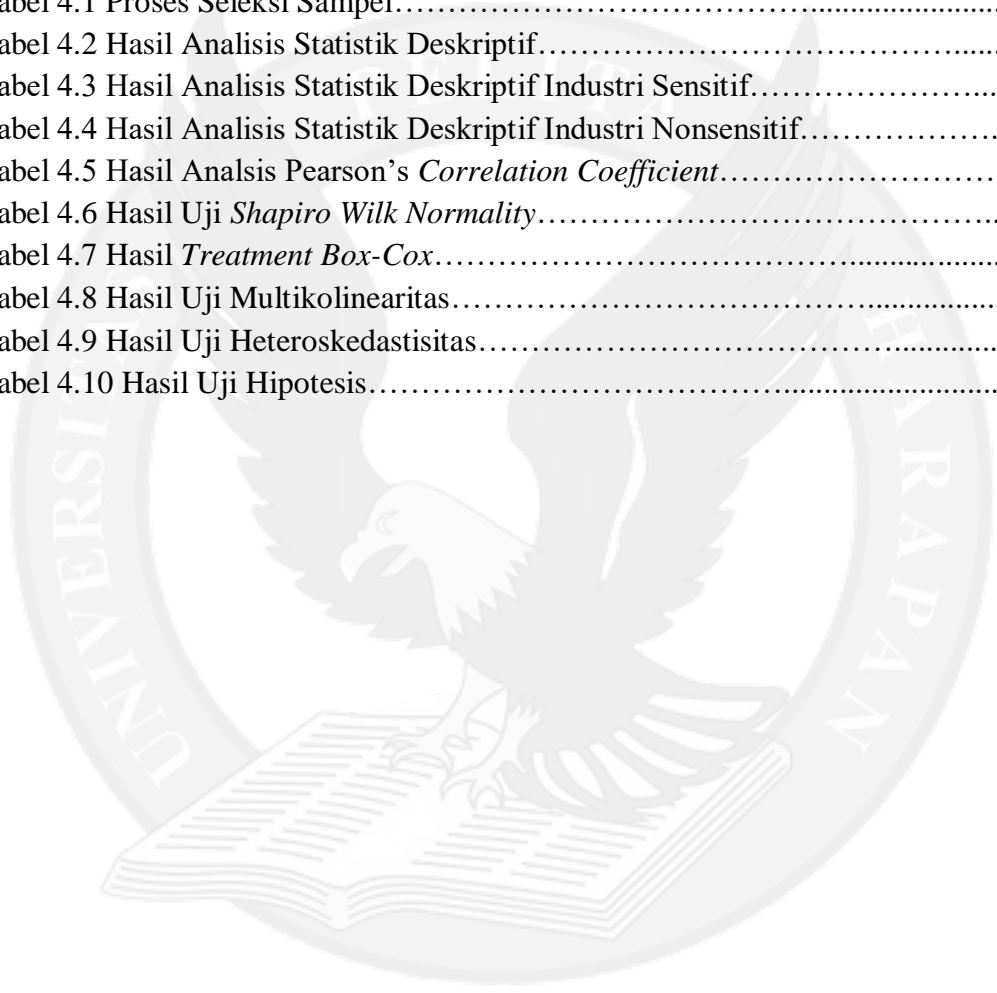 abel 4.1 Proses Seleksi Sampel………………………………………......................
abel 4.2 Hasil Analisis Statistik Deskriptif…………………………………….....
abel 4.3 Hasil Analisis Statistik Deskriptif Industri Sensitif…………………...
abel 4.4 Hasil Analisis Statistik Deskriptif Industri Nonsensitif……………….
abel 4.5 Hasil Analsis Pearson’s Correlation Coefficient………………………
abel 4.6 Hasil Uji Shapiro Wilk Normality……………………………………..
abel 4.7 Hasil Treatment Box-Cox……………………………………................
abel 4.8 Hasil Uji Multikolinearitas…………………………………................
abel 4.9 Hasil Uji Heteroskedastisitas…………………………………............
abel 4.10 Hasil Uji Hipotesis…………………………………......................
UNIVERSITAS PELITA HARAPAN